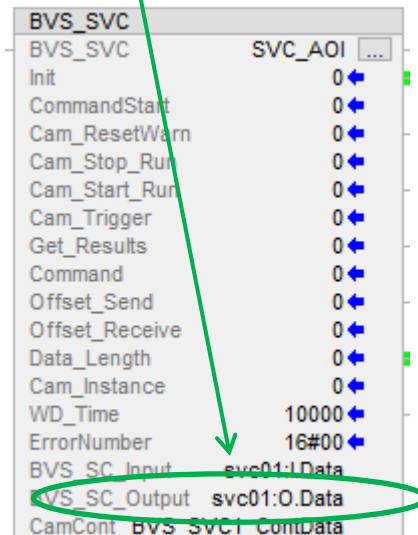 BVS_SVC
BVS_SVC SVC_AOI ...
Init 0
CommandStart 0
Cam_ResetWarn 0
Cam_Stop_Run 0
Cam_Start_Run 0
Cam_Trigger 0
Get_Results 0
Command 0
Offset_Send 0
Offset_Receive 0
Data_Length 0
Cam_Instance 0
WD_Time 10000
ErrorNumber 16#00
BVS_SC_Input svc01:I.Data
BVS_SC_Output svc01:O.Data
CamCont BVS_SVC1_ContData